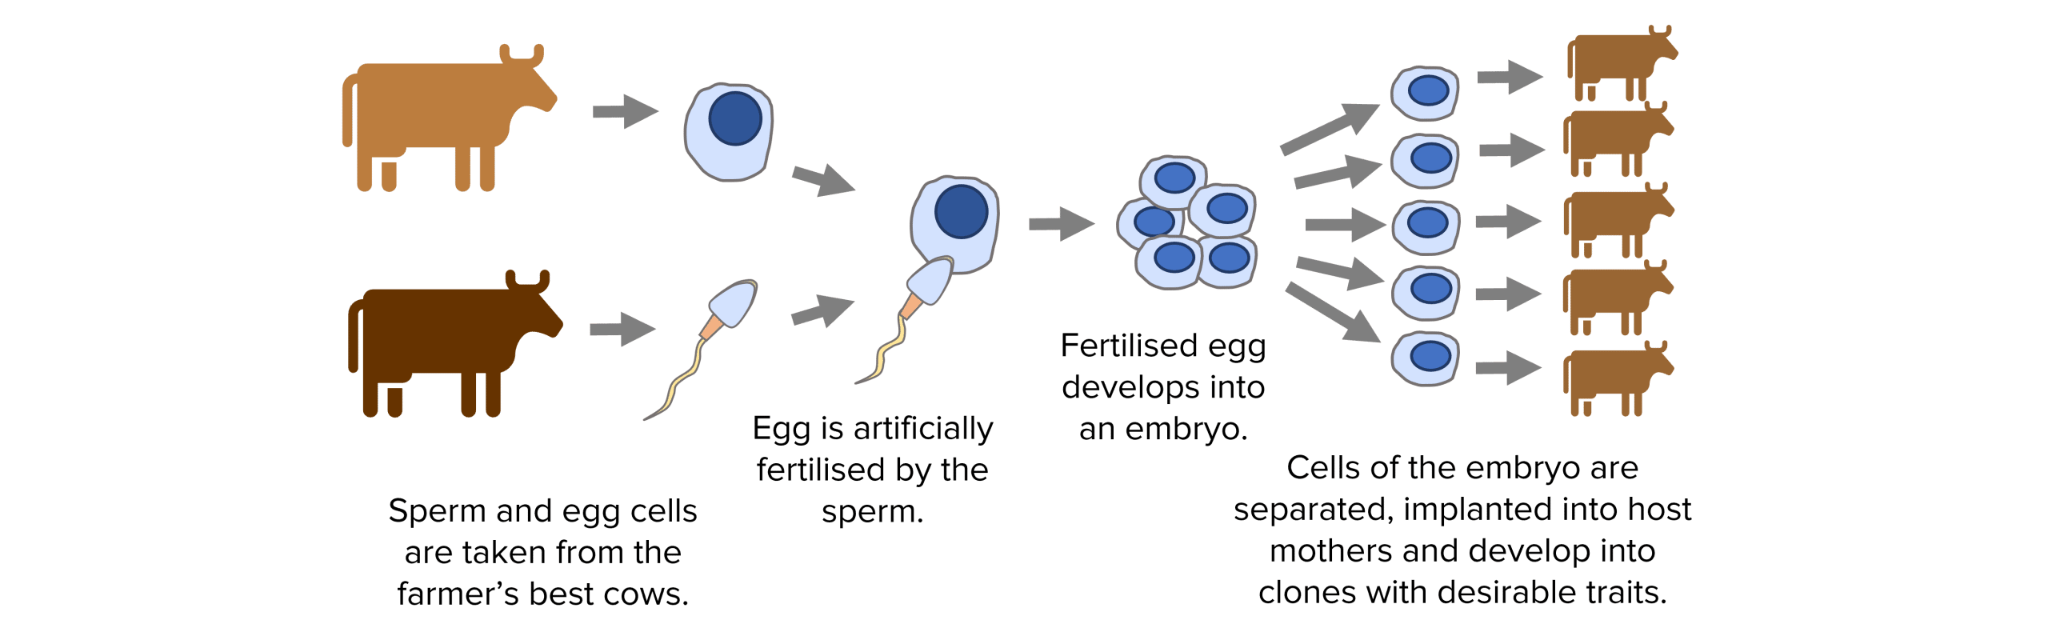 Sperm and egg cells
are taken from the
farmer’s best cows.
Egg is artificially
fertilised by the
sperm.
Fertilised egg
develops into
an embryo.
Cells of the embryo are
separated, implanted into host
mothers and develop into
clones with desirable traits.